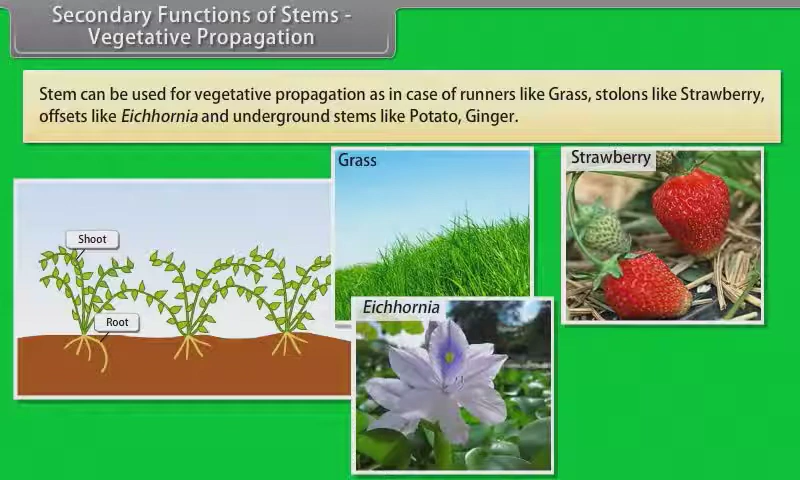 Secondary Functions of Stems -
Vegetative Propagation
Stem can be used for vegetative propagation as in case of runners like Grass, stolons like Strawberry,
offsets like Eichhornia and underground stems like Potato, Ginger.
Grass
Strawberry
Shoot
Root
Eichhornia